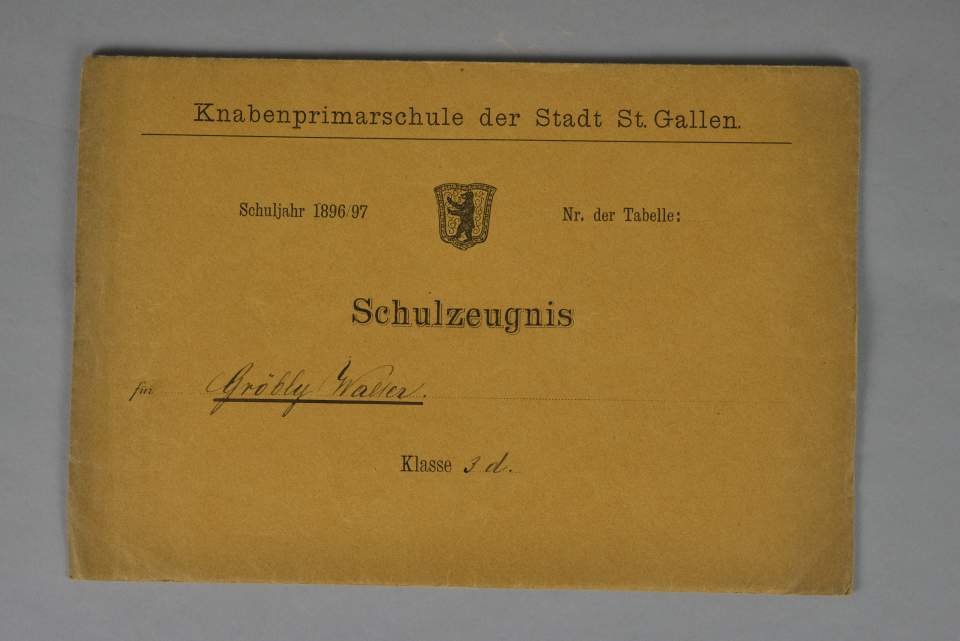 Knabenprimarschule der Stadt St. Gallen.
Schuljahr 1896/97
Nr. der Tabelle:
Schulzeugnis
für Gröbly Walter.
Klasse 3 d.